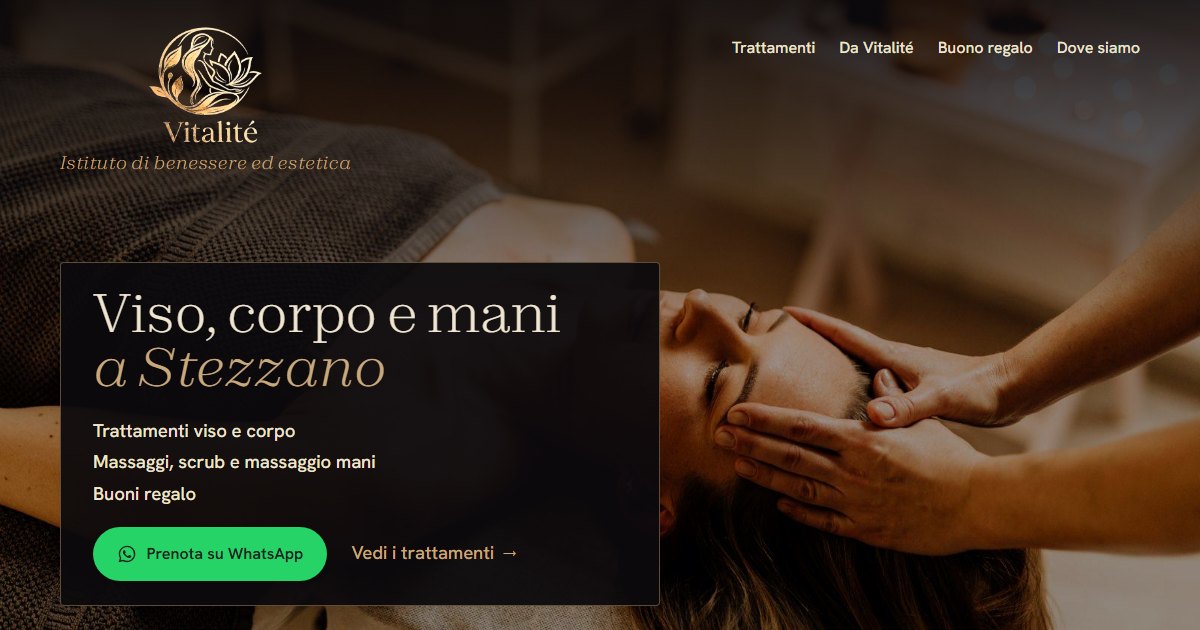 Vitalité
Istituto di benessere ed estetica
Trattamenti
Da Vitalité
Buono regalo
Dove siamo
Viso, corpo e mani
a Stezzano
Trattamenti viso e corpo
Massaggi, scrub e massaggio mani
Buoni regalo
Prenota su WhatsApp
Vedi i trattamenti →